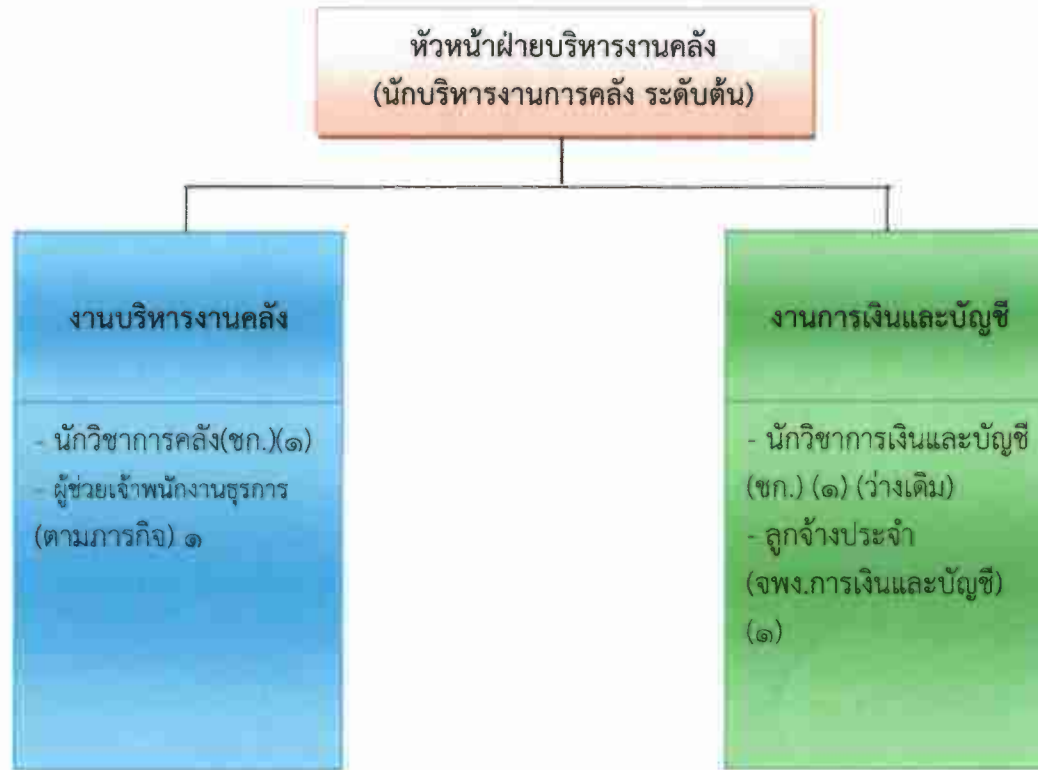 หัวหน้าฝ่ายบริหารงานคลัง
(นักบริหารงานการคลัง ระดับต้น)
งานบริหารงานคลัง
- นักวิชาการคลัง(ชก.)(๑)
- ผู้ช่วยเจ้าพนักงานธุรการ
(ตามภารกิจ) ๑
งานการเงินและบัญชี
- นักวิชาการเงินและบัญชี
(ชก.) (๑) (ว่างเดิม)
- ลูกจ้างประจำ
(จพง.การเงินและบัญชี)
(๑)